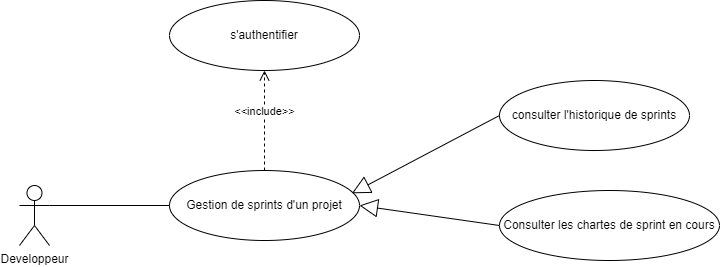 s'authentifier
<<include>>
consulter l'historique de sprints
Gestion de sprints d'un projet
Consulter les chartes de sprint en cours
Developpeur